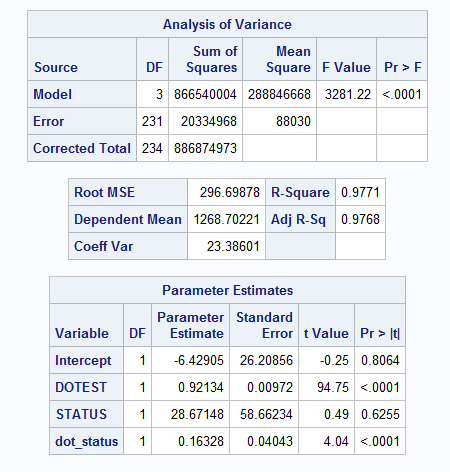 Analysis of Variance
Source DF Sum of Squares Mean Square F Value Pr > F
Model 3 866540004 288846668 3281.22 <.0001
Error 231 20334968 88030
Corrected Total 234 886874973
Root MSE 296.69878 R-Square 0.9771
Dependent Mean 1268.70221 Adj R-Sq 0.9768
Coeff Var 23.38601
Parameter Estimates
Variable DF Parameter Estimate Standard Error t Value Pr > |t|
Intercept 1 -6.42905 26.20856 -0.25 0.8064
DOTEST 1 0.92134 0.00972 94.75 <.0001
STATUS 1 28.67148 58.66234 0.49 0.6255
dot_status 1 0.16328 0.04043 4.04 <.0001